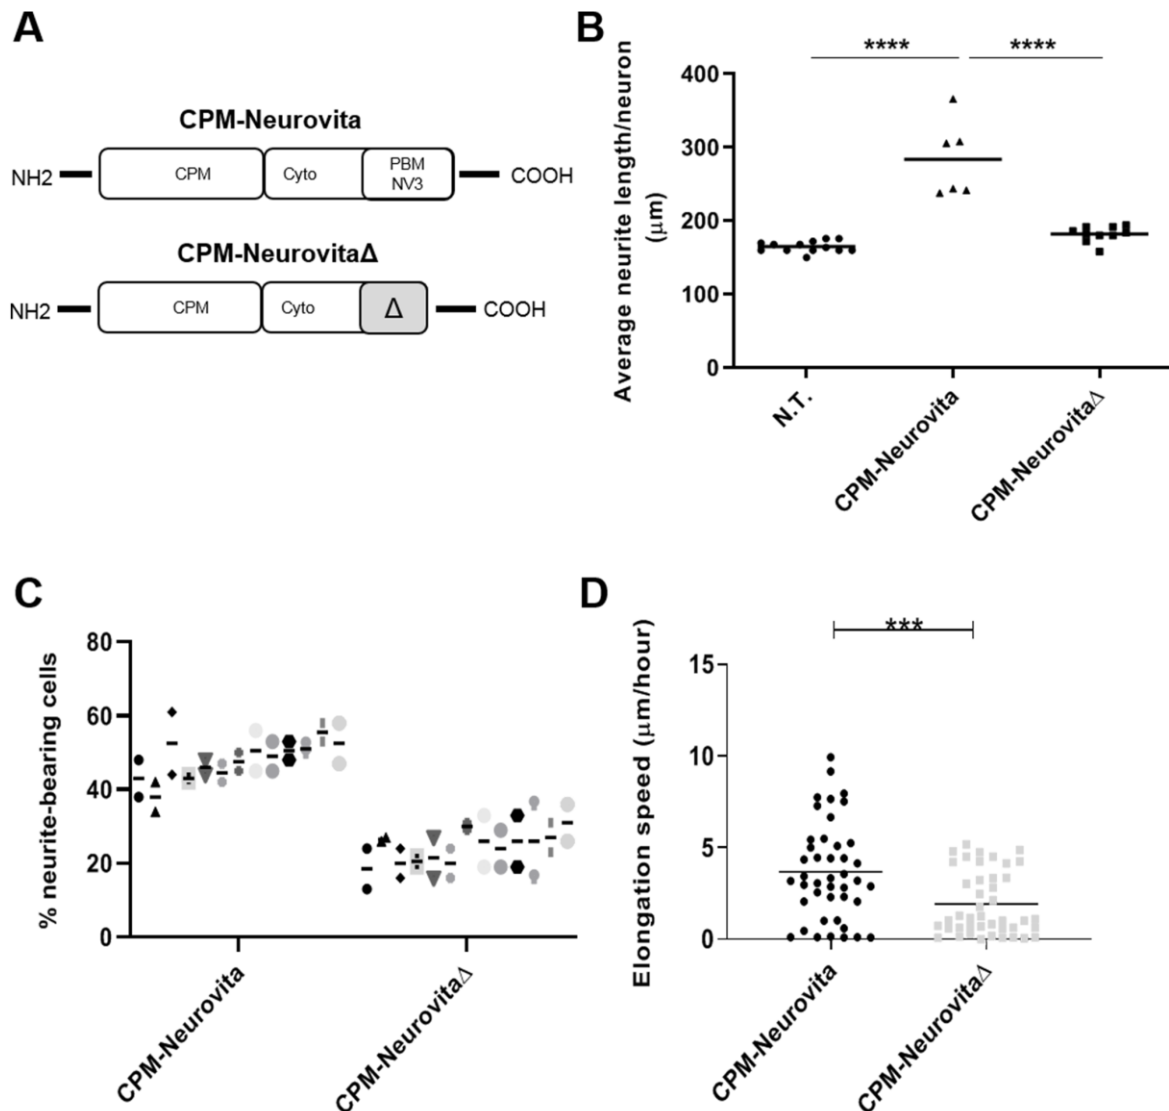 A
CPM-Neurovita
NH2 CPM Cyto PBM NV3 COOH
CPM-NeurovitaΔ
NH2 CPM Cyto Δ COOH
B
**** ****
Average neurite length/neuron
(μm)
400
300
200
100
0
N.T.
CPM-Neurovita
CPM-NeurovitaΔ
C
% neurite-bearing cells
80
60
40
20
0
CPM-Neurovita
CPM-NeurovitaΔ
D
***
Elongation speed (μm/hour)
15
10
5
0
CPM-Neurovita
CPM-NeurovitaΔ